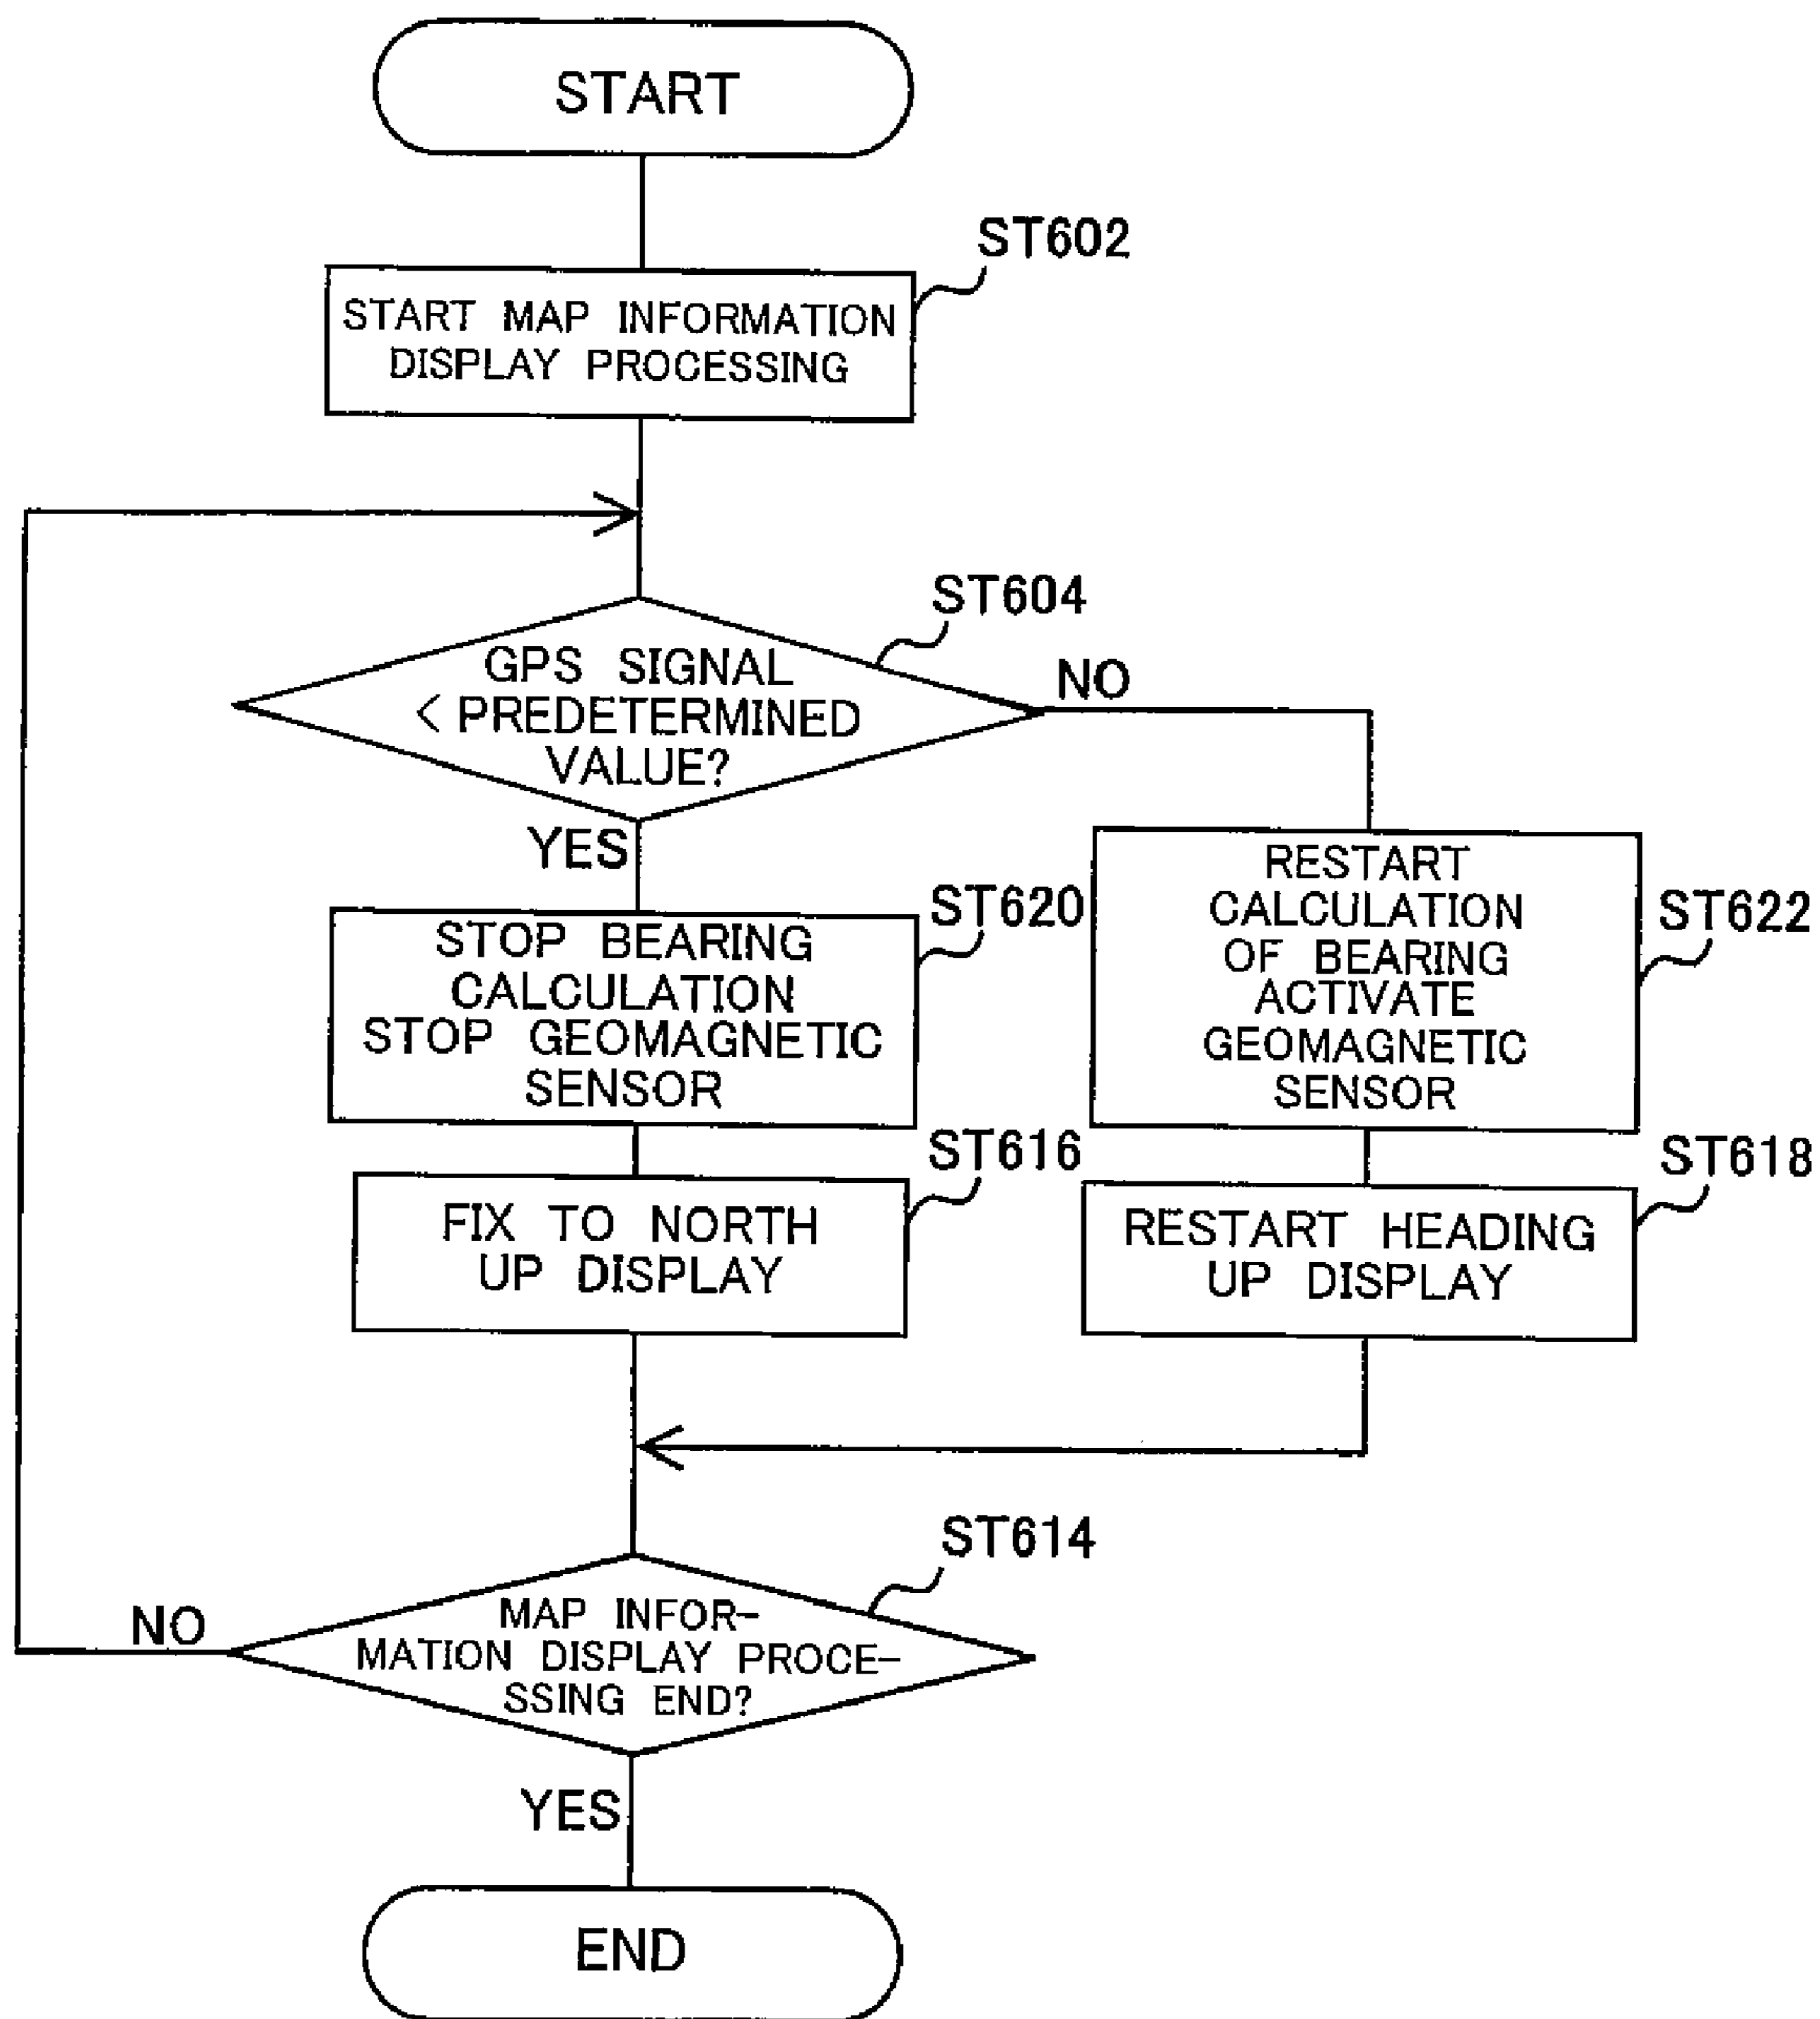 START
ST602
START MAP INFORMATION
DISPLAY PROCESSING
ST604
GPS SIGNAL
< PREDETERMINED
VALUE?
NO
YES
ST620
STOP BEARING
CALCULATION
STOP GEOMAGNETIC
SENSOR
ST622
RESTART
CALCULATION
OF BEARING
ACTIVATE
GEOMAGNETIC
SENSOR
ST616
FIX TO NORTH
UP DISPLAY
ST618
RESTART HEADING
UP DISPLAY
ST614
MAP INFOR-
MATION DISPLAY PROCE-
SSING END?
NO
YES
END